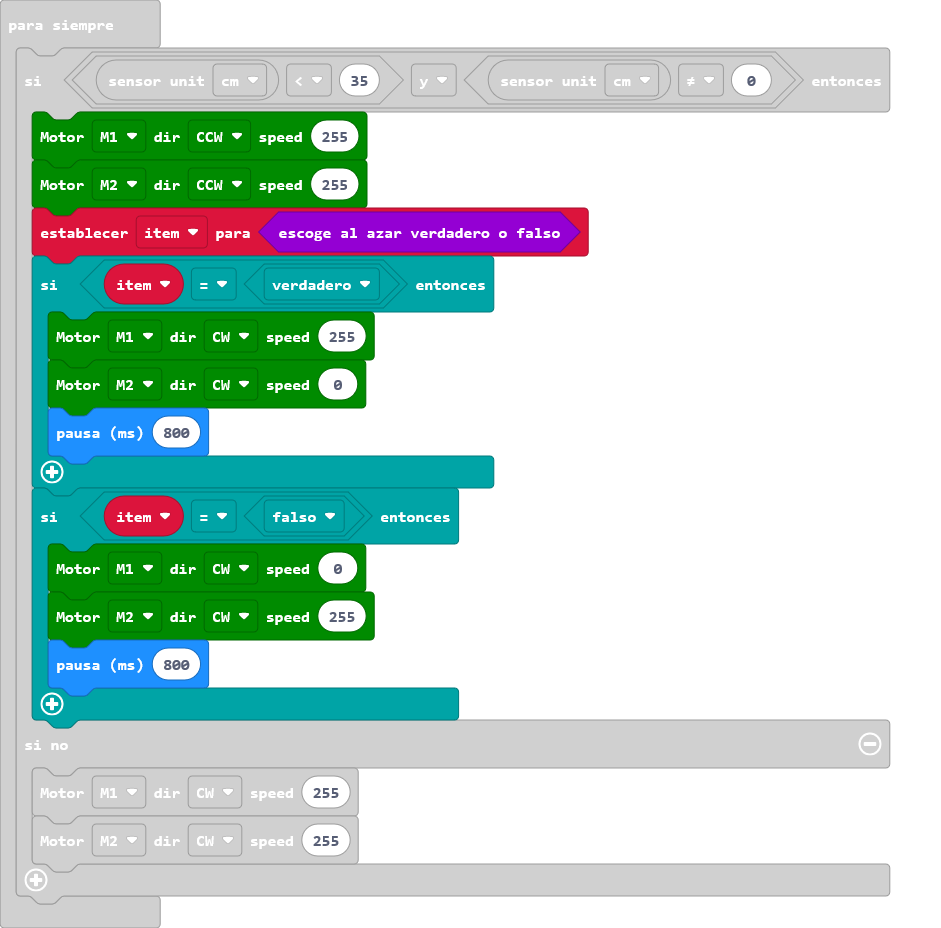 para siempre
si sensor unit cm < 35 y sensor unit cm ≠ 0 entonces
Motor M1 dir CCW speed 255
Motor M2 dir CCW speed 255
establecer item para escoge al azar verdadero o falso
si item = verdadero entonces
Motor M1 dir CW speed 255
Motor M2 dir CW speed 0
pausa (ms) 800
si item = falso entonces
Motor M1 dir CW speed 0
Motor M2 dir CW speed 255
pausa (ms) 800
si no
Motor M1 dir CW speed 255
Motor M2 dir CW speed 255